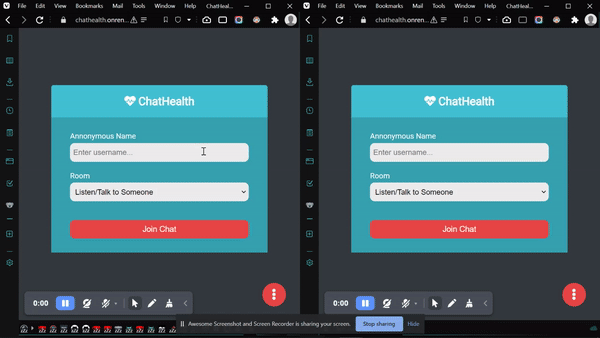 File Edit View Bookmarks Mail Tools Window Help ChatHeal...
chathealth.onren...
ChatHealth
Annonymous Name
Enter username...
Room
Listen/Talk to Someone
Join Chat
0:00
File Edit View Bookmarks Mail Tools Window Help ChatHeal...
chathealth.onren...
ChatHealth
Annonymous Name
Enter username...
Room
Listen/Talk to Someone
Join Chat
0:00
Awesome Screenshot and Screen Recorder is sharing your screen.
Stop sharing
Hide